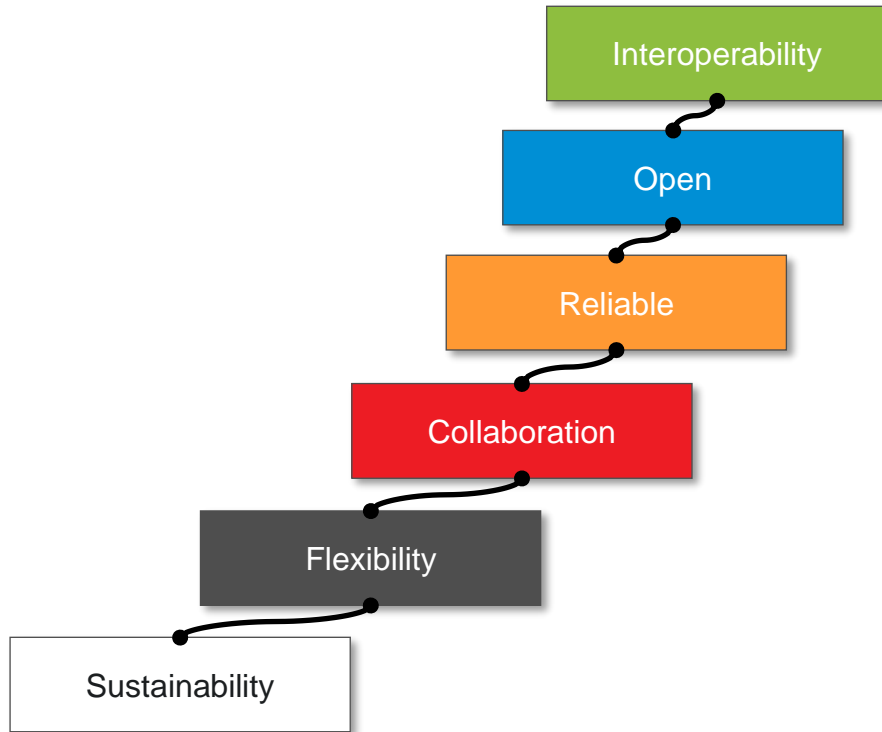 Interoperability
Open
Reliable
Collaboration
Flexibility
Sustainability